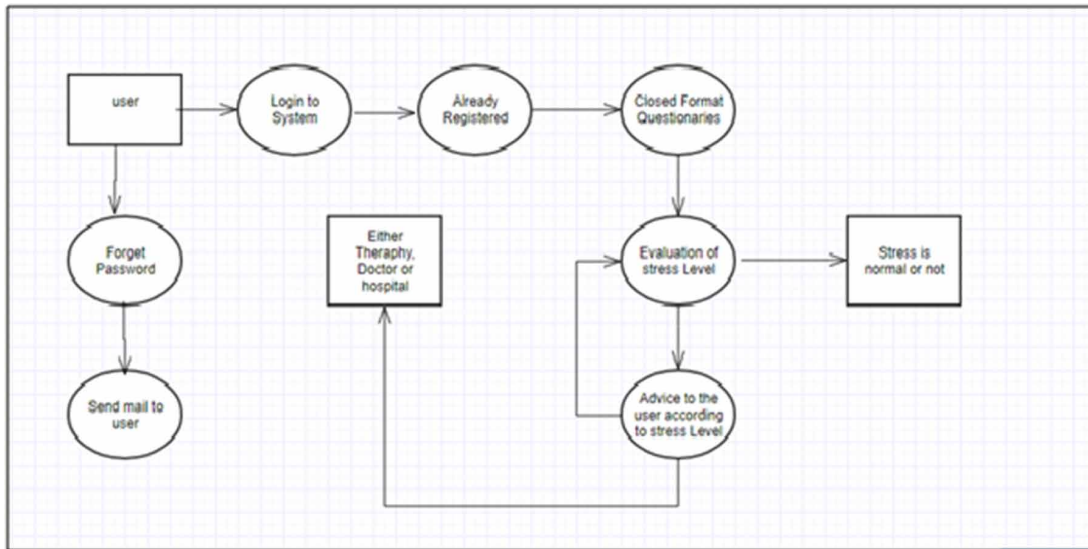 user
Login to
System
Already
Registered
Closed Format
Questionaries
Forget
Password
Either
Theraphy,
Doctor or
hospital
Evaluation of
stress Level
Stress is
normal or not
Send mail to
user
Advice to the
user according
to stress Level